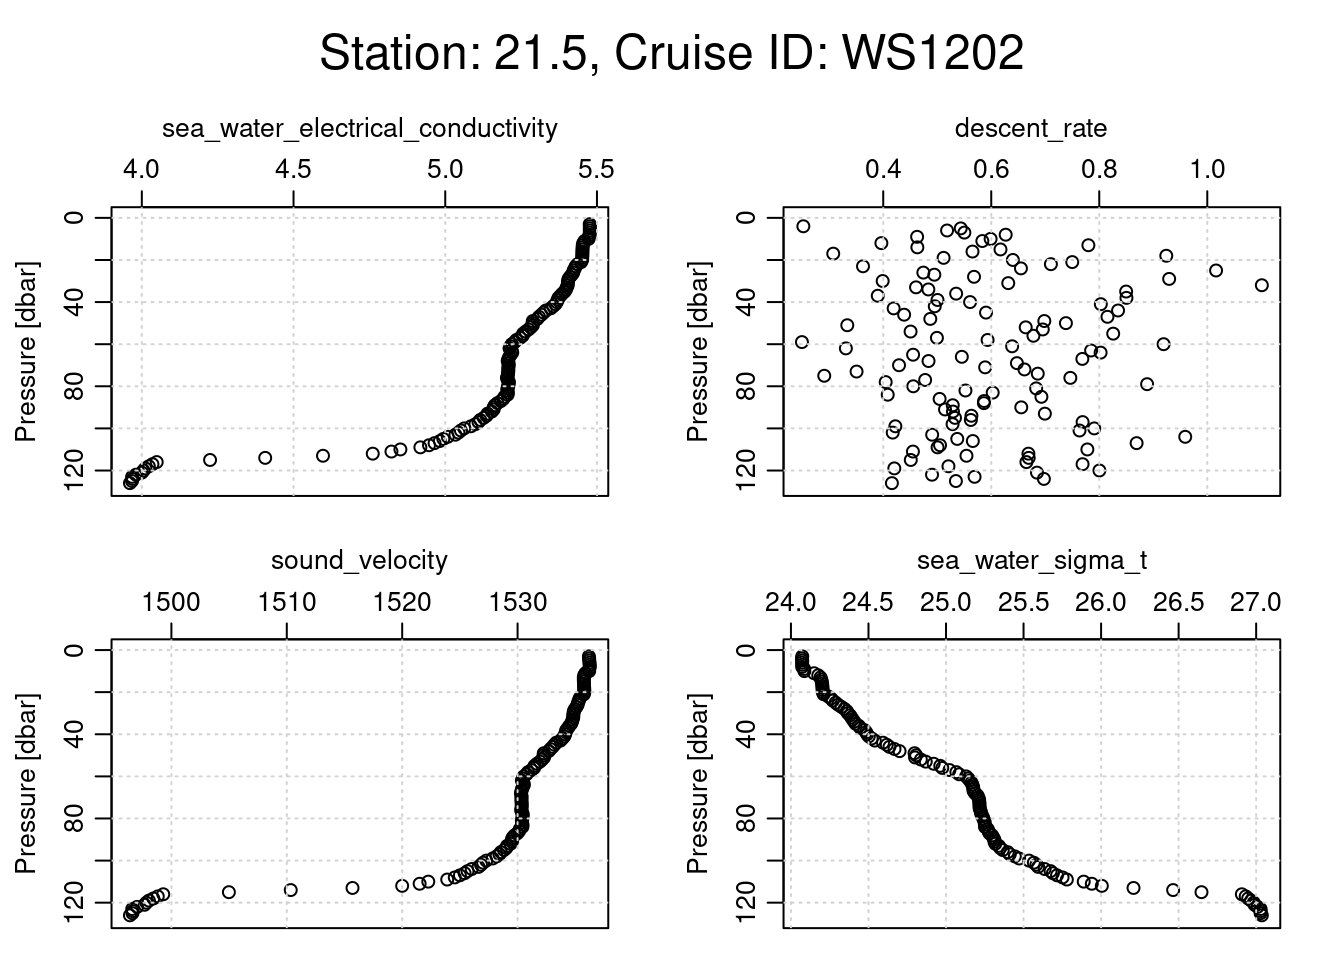 Station: 21.5, Cruise ID: WS1202
sea_water_electrical_conductivity
4.0 4.5 5.0 5.5
Pressure [dbar]
0
40
80
120
descent_rate
0.4 0.6 0.8 1.0
Pressure [dbar]
0
40
80
120
sound_velocity
1500 1510 1520 1530
Pressure [dbar]
0
40
80
120
sea_water_sigma_t
24.0 24.5 25.0 25.5 26.0 26.5 27.0
Pressure [dbar]
0
40
80
120